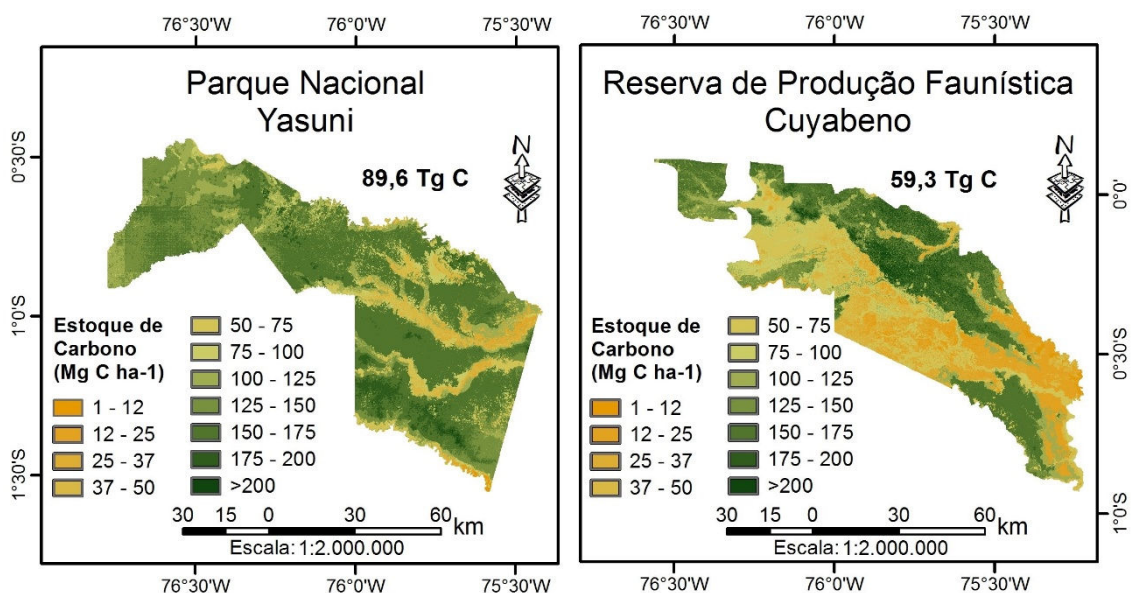 76°30'W 76°0'W 75°30'W
Parque Nacional
Yasuni
N
89,6 Tg C
0°30'S
1°0'S
1°30'S
Estoque de
Carbono
(Mg C ha-1)
1 - 12
12 - 25
25 - 37
37 - 50
50 - 75
75 - 100
100 - 125
125 - 150
150 - 175
175 - 200
>200
30 15 0 30 60
km
Escala: 1:2.000.000
76°30'W 76°0'W 75°30'W
76°30'W 76°0'W 75°30'W
Reserva de Produção Faunística
Cuyabeno
N
59,3 Tg C
0°0'
0°30'S
1°0'S
Estoque de
Carbono
(Mg C ha-1)
1 - 12
12 - 25
25 - 37
37 - 50
50 - 75
75 - 100
100 - 125
125 - 150
150 - 175
175 - 200
>200
30 15 0 30 60
km
Escala: 1:2.000.000
76°30'W 76°0'W 75°30'W